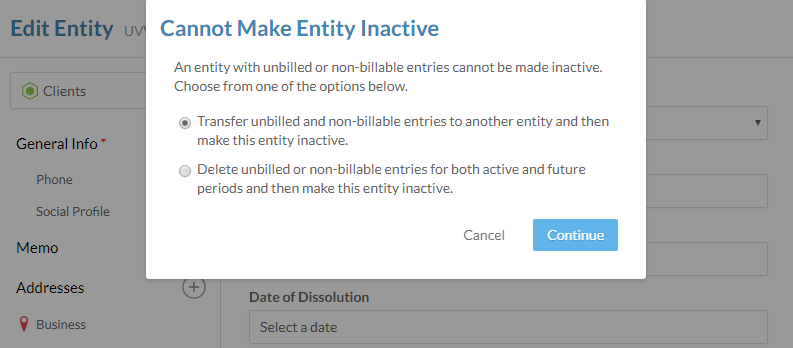 Edit Entity
Cannot Make Entity Inactive
An entity with unbilled or non-billable entries cannot be made inactive.
Choose from one of the options below.
Clients
Transfer unbilled and non-billable entries to another entity and then
make this entity inactive.
General Info *
Delete unbilled or non-billable entries for both active and future
periods and then make this entity inactive.
Phone
Social Profile
Cancel
Continue
Memo
Addresses
Date of Dissolution
Business
Select a date